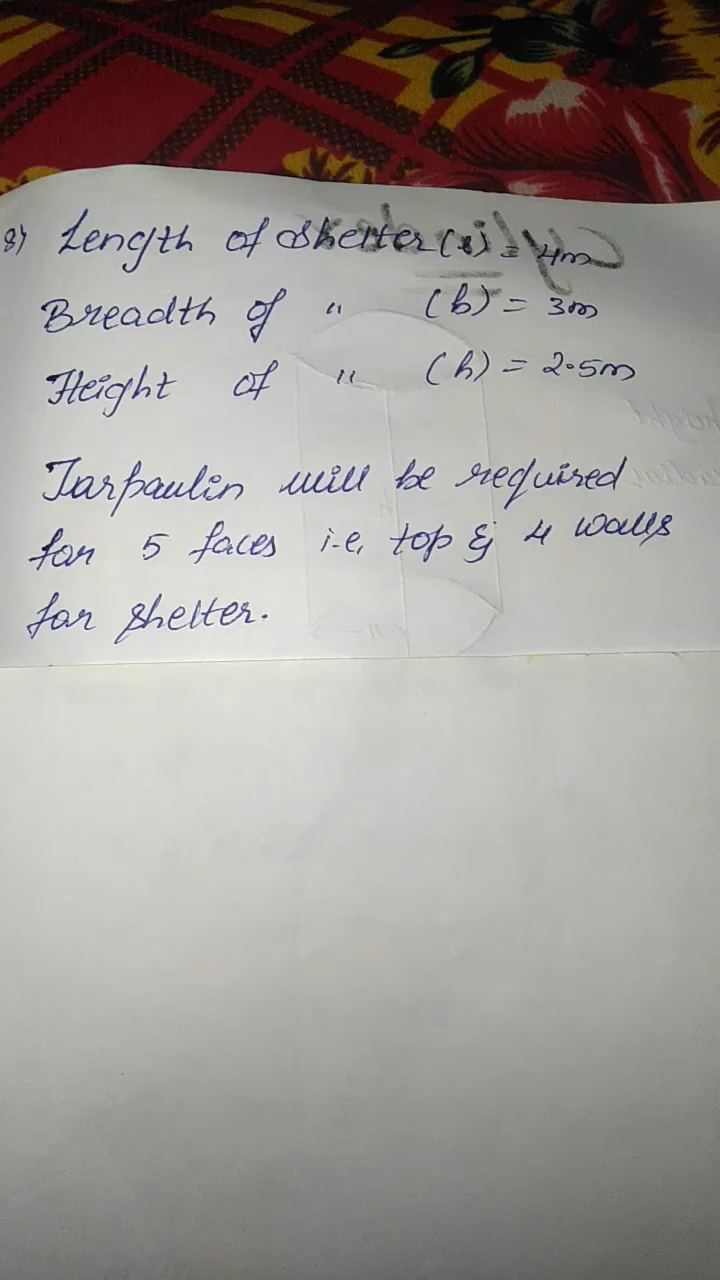 8) Length of shelter (l) = 4m
Breadth of " (b) = 3m
Height of " (h) = 2.5m
Tarpaulin will be required
for 5 faces i.e, top & 4 walls
for shelter.